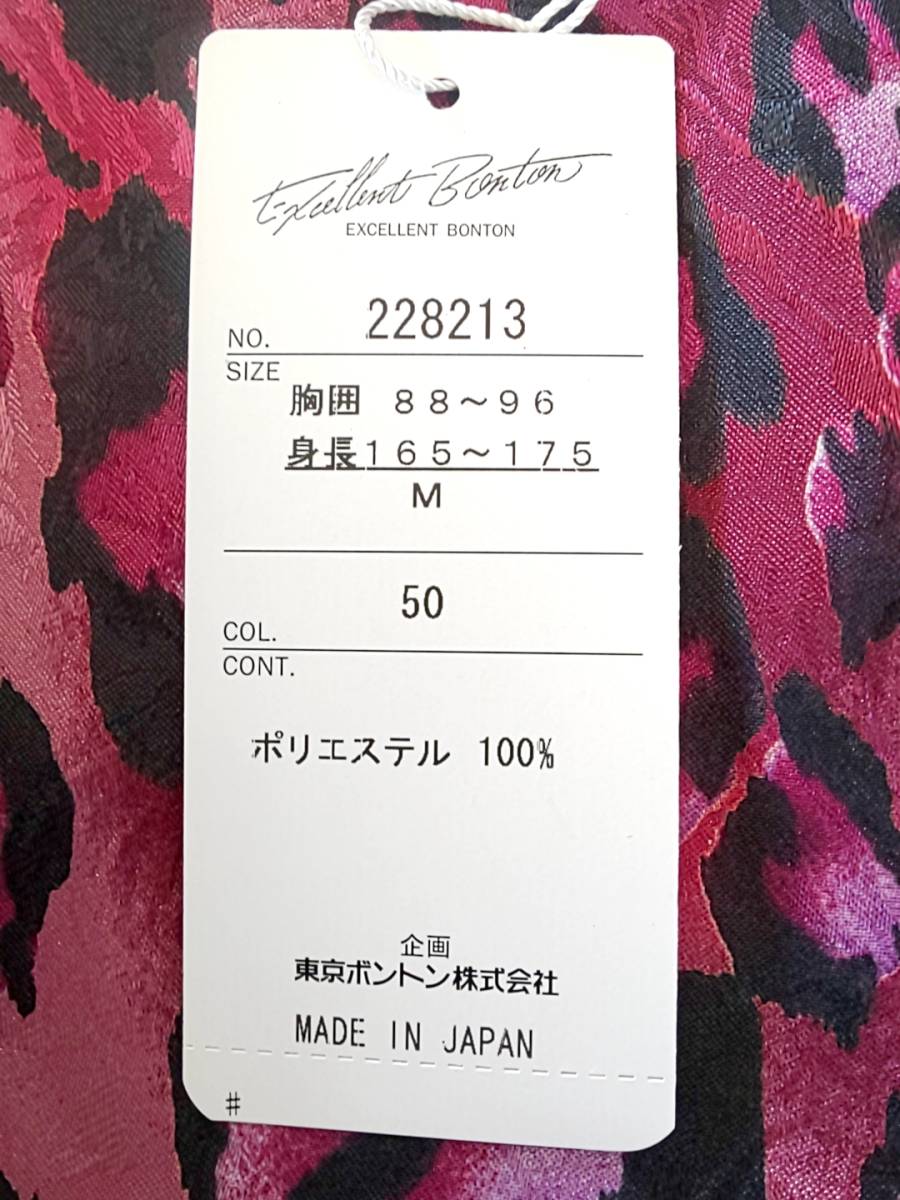 Excellent Bonton
EXCELLENT BONTON
NO. 228213
SIZE
胸囲 88〜96
身長165〜175
M
50
COL.
CONT.
ポリエステル 100%
企画
東京ボントン株式会社
MADE IN JAPAN
#